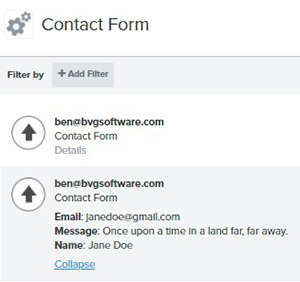 Contact Form
Filter by + Add Filter
ben@bvgsoftware.com
Contact Form
Details
ben@bvgsoftware.com
Contact Form
Email: janedoe@gmail.com
Message: Once upon a time in a land far, far away.
Name: Jane Doe
Collapse